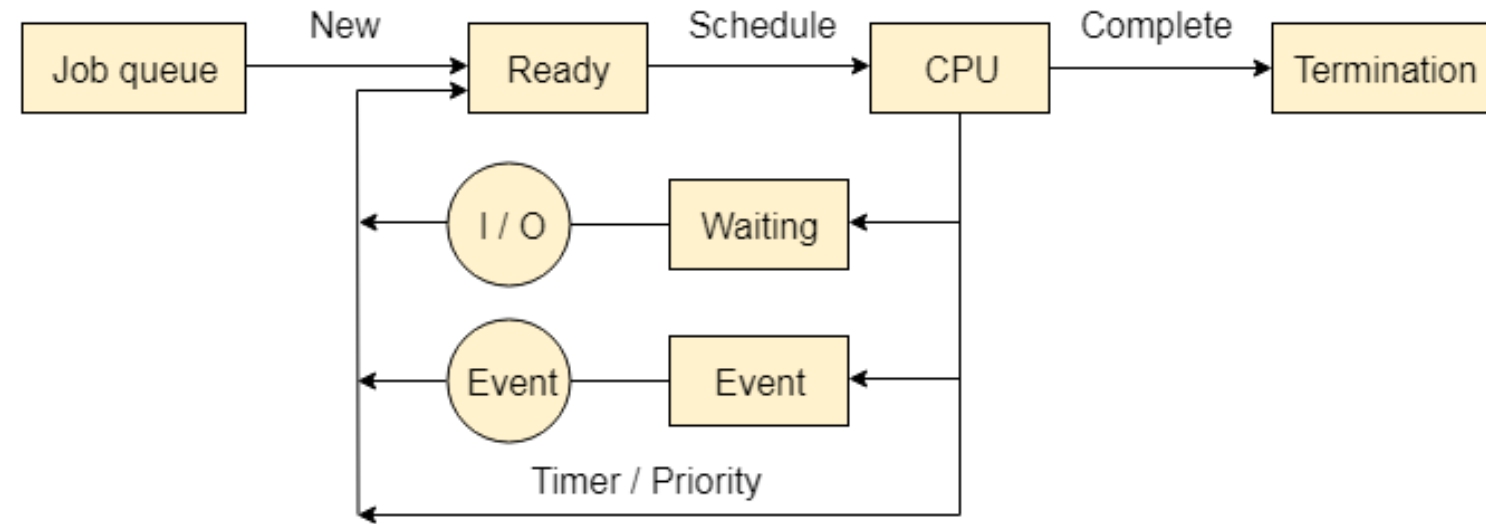 New
Schedule
Complete
Job queue
Ready
CPU
Termination
I / O
Waiting
Event
Event
Timer / Priority